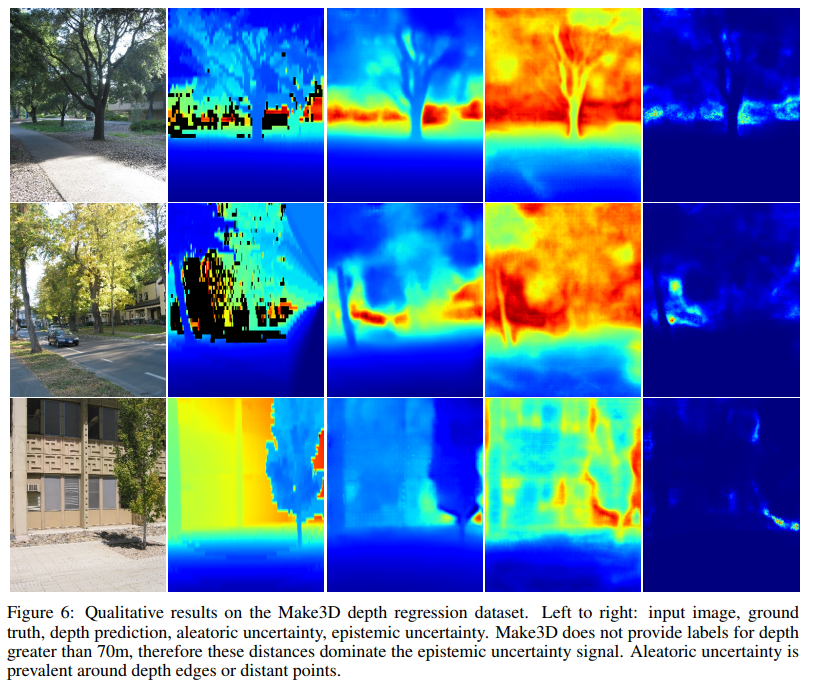 Figure 6: Qualitative results on the Make3D depth regression dataset. Left to right: input image, ground
truth, depth prediction, aleatoric uncertainty, epistemic uncertainty. Make3D does not provide labels for depth
greater than 70m, therefore these distances dominate the epistemic uncertainty signal. Aleatoric uncertainty is
prevalent around depth edges or distant points.